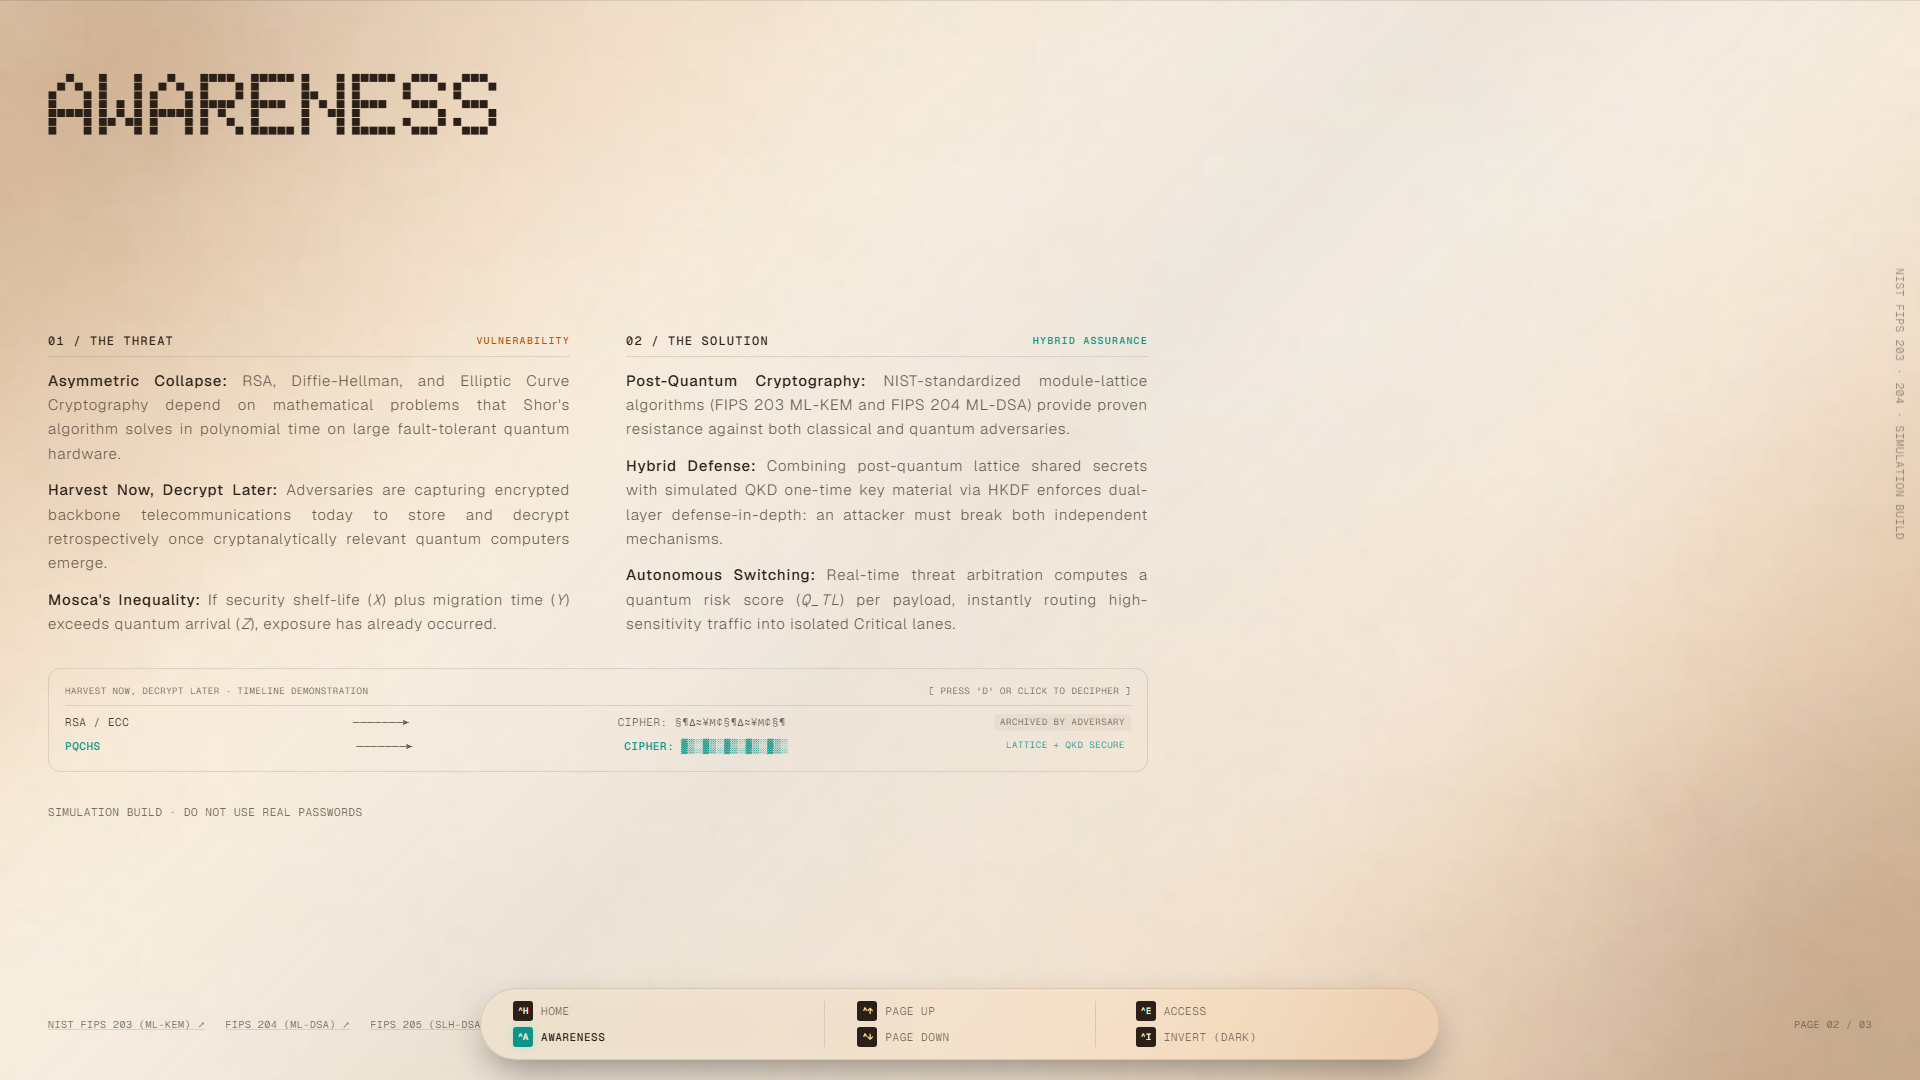 AWARENESS
01 / THE THREAT
VULNERABILITY
Asymmetric Collapse: RSA, Diffie-Hellman, and Elliptic Curve
Cryptography depend on mathematical problems that Shor's
algorithm solves in polynomial time on large fault-tolerant quantum
hardware.
Harvest Now, Decrypt Later: Adversaries are capturing encrypted
backbone telecommunications today to store and decrypt
retrospectively once cryptanalytically relevant quantum computers
emerge.
Mosca's Inequality: If security shelf-life (X) plus migration time (Y)
exceeds quantum arrival (Z), exposure has already occurred.
02 / THE SOLUTION
HYBRID ASSURANCE
Post-Quantum Cryptography: NIST-standardized module-lattice
algorithms (FIPS 203 ML-KEM and FIPS 204 ML-DSA) provide proven
resistance against both classical and quantum adversaries.
Hybrid Defense: Combining post-quantum lattice shared secrets
with simulated QKD one-time key material via HKDF enforces dual-
layer defense-in-depth: an attacker must break both independent
mechanisms.
Autonomous Switching: Real-time threat arbitration computes a
quantum risk score (Q_TL) per payload, instantly routing high-
sensitivity traffic into isolated Critical lanes.
HARVEST NOW, DECRYPT LATER · TIMELINE DEMONSTRATION
[ PRESS 'D' OR CLICK TO DECIPHER ]
RSA / ECC ───────► CIPHER: §¶∆≈¥M¢§¶∆≈¥M¢§¶ ARCHIVED BY ADVERSARY
PQCHS ───────► CIPHER: ▓▒░▓▒░▓▒░▓▒░▓▒░ LATTICE + QKD SECURE
SIMULATION BUILD · DO NOT USE REAL PASSWORDS
NIST FIPS 203 · 204 · SIMULATION BUILD
NIST FIPS 203 (ML-KEM) ↗ FIPS 204 (ML-DSA) ↗ FIPS 205 (SLH-DSA
^H HOME
^A AWARENESS
^↑ PAGE UP
^↓ PAGE DOWN
^E ACCESS
^I INVERT (DARK)
PAGE 02 / 03